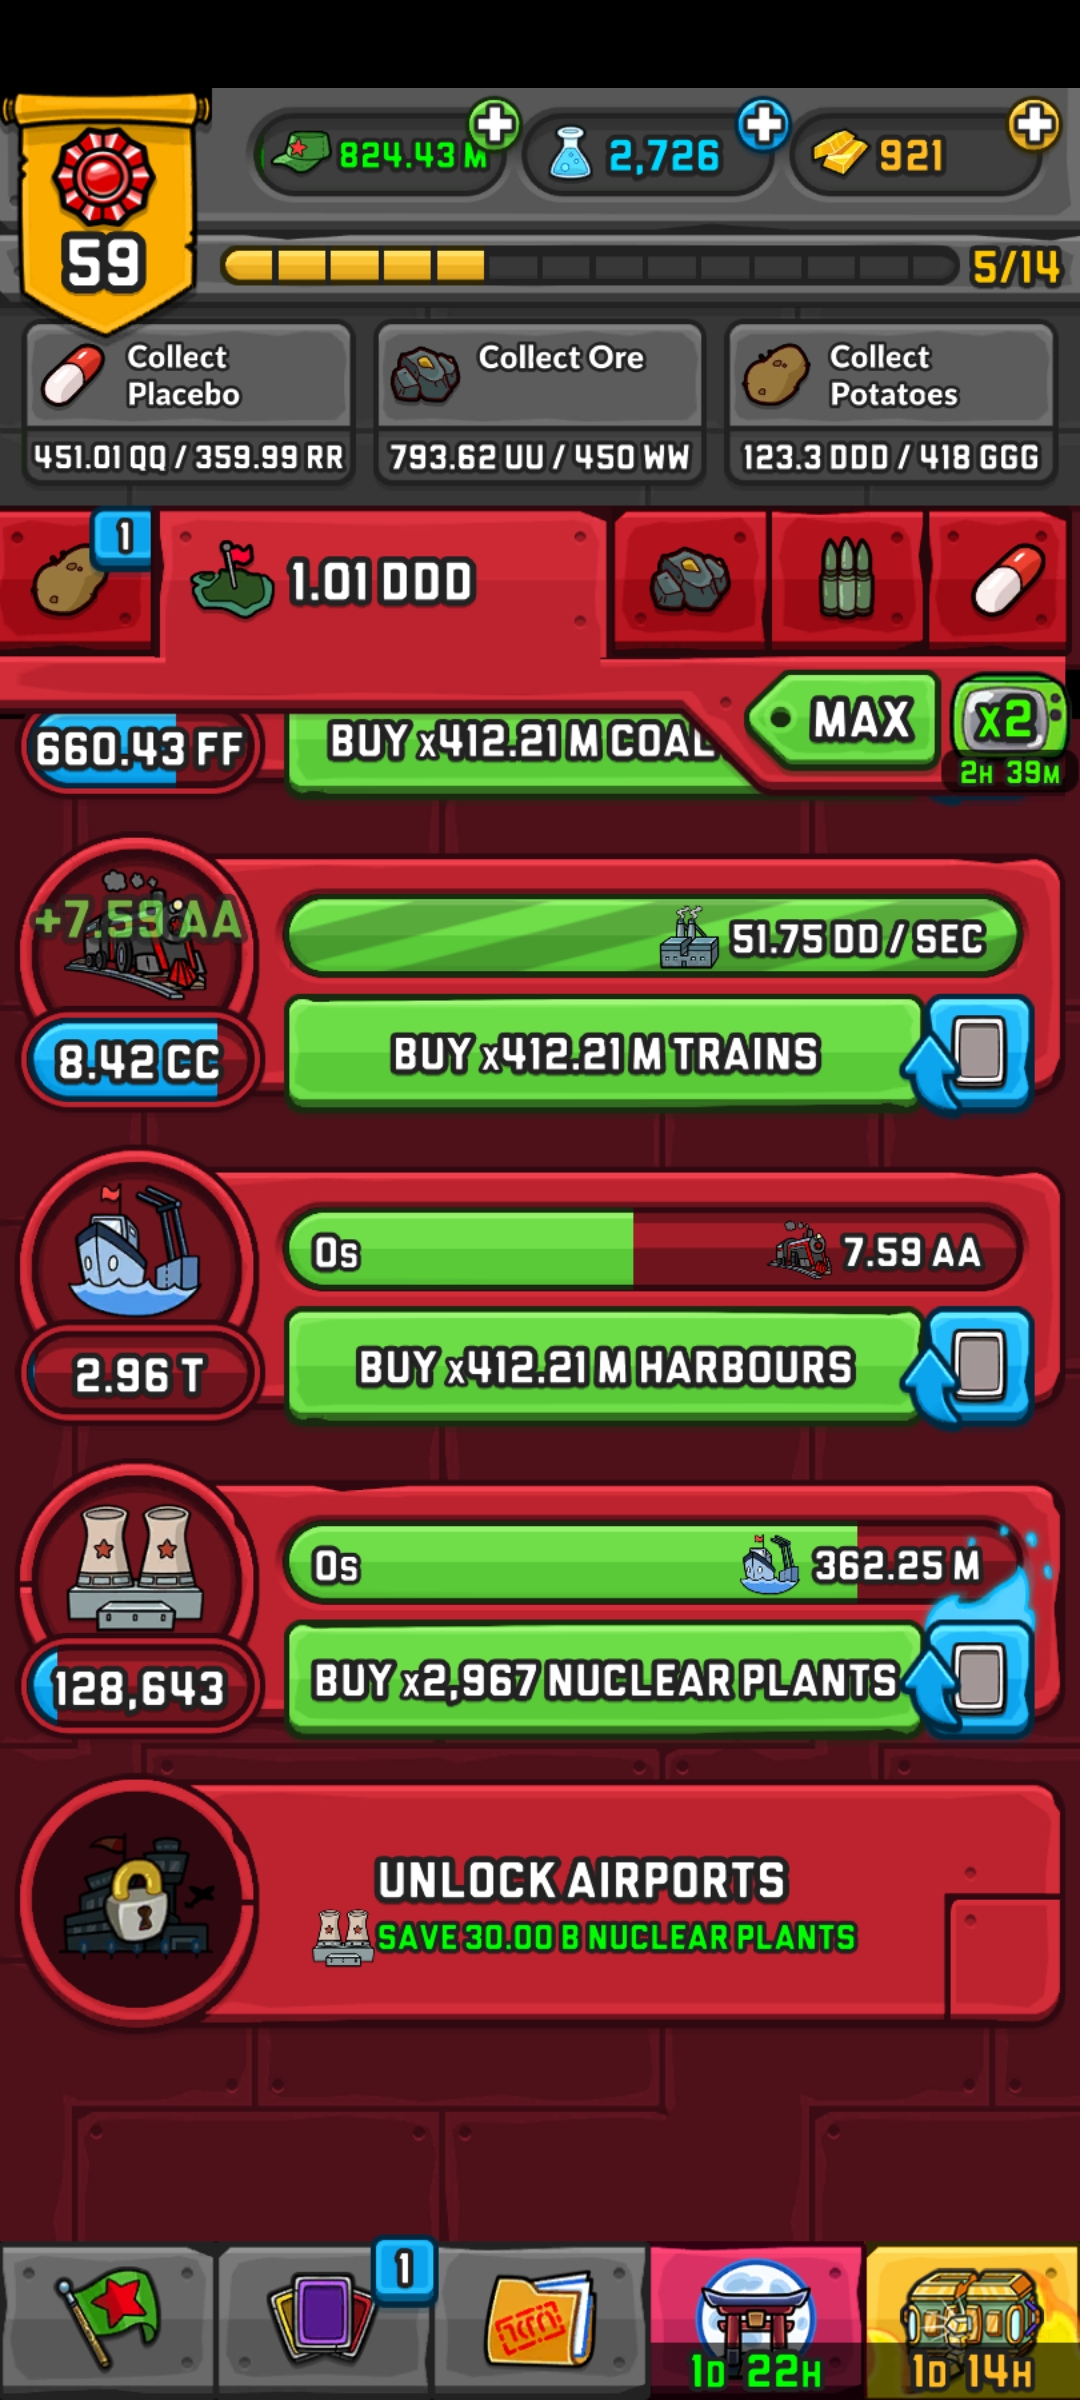 824.43 M
2,726
921
59
5/14
Collect
Placebo
451.01 QQ / 359.99 RR
Collect Ore
793.62 UU / 450 WW
Collect
Potatoes
123.3 DDD / 418 GGG
1
1.01 DDD
660.43 FF
BUY x412.21 M COAL
MAX
x2
2H 39M
+7.59 AA
51.75 DD / SEC
8.42 CC
BUY x412.21 M TRAINS
0s
7.59 AA
2.96 T
BUY x412.21 M HARBOURS
0s
362.25 M
128,643
BUY x2,967 NUCLEAR PLANTS
UNLOCK AIRPORTS
SAVE 30.00 B NUCLEAR PLANTS
1
1D 22H
1D 14H